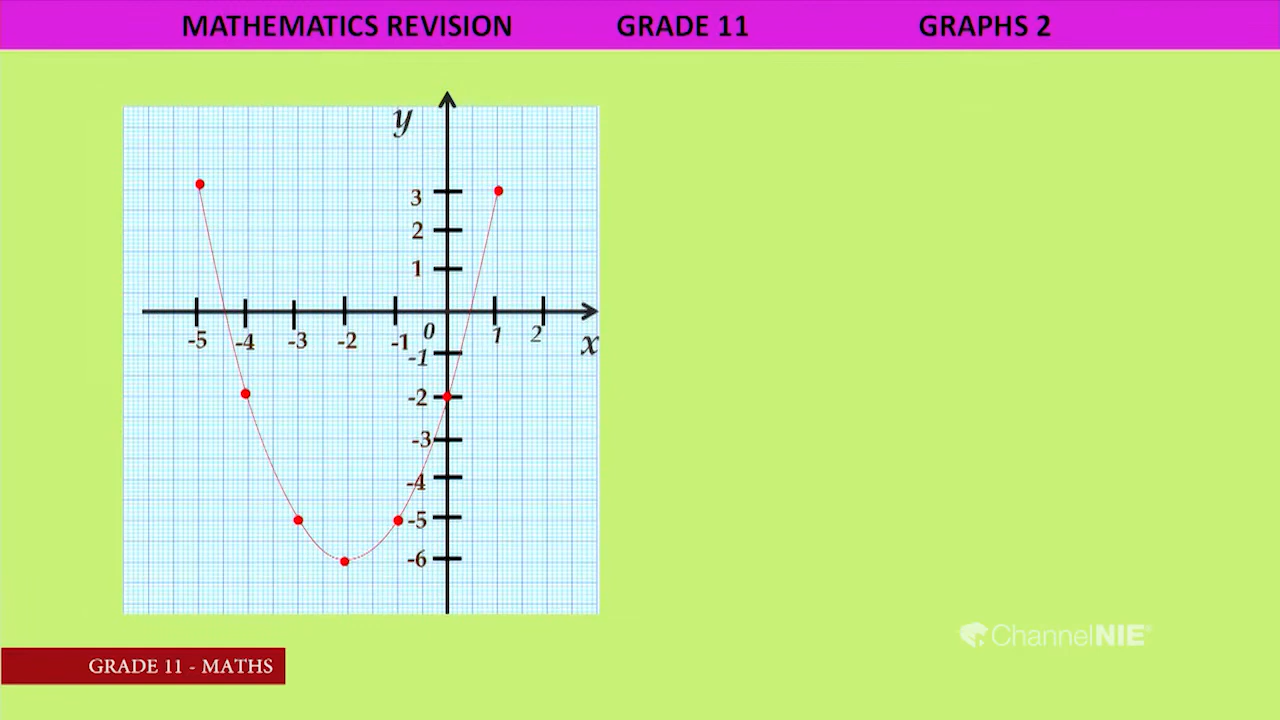 MATHEMATICS REVISION GRADE 11 GRAPHS 2
y
3
2
1
-5 -4 -3 -2 -1 0 1 2 x
-1
-2
-3
-4
-5
-6
ChannelNIE
GRADE 11 - MATHS